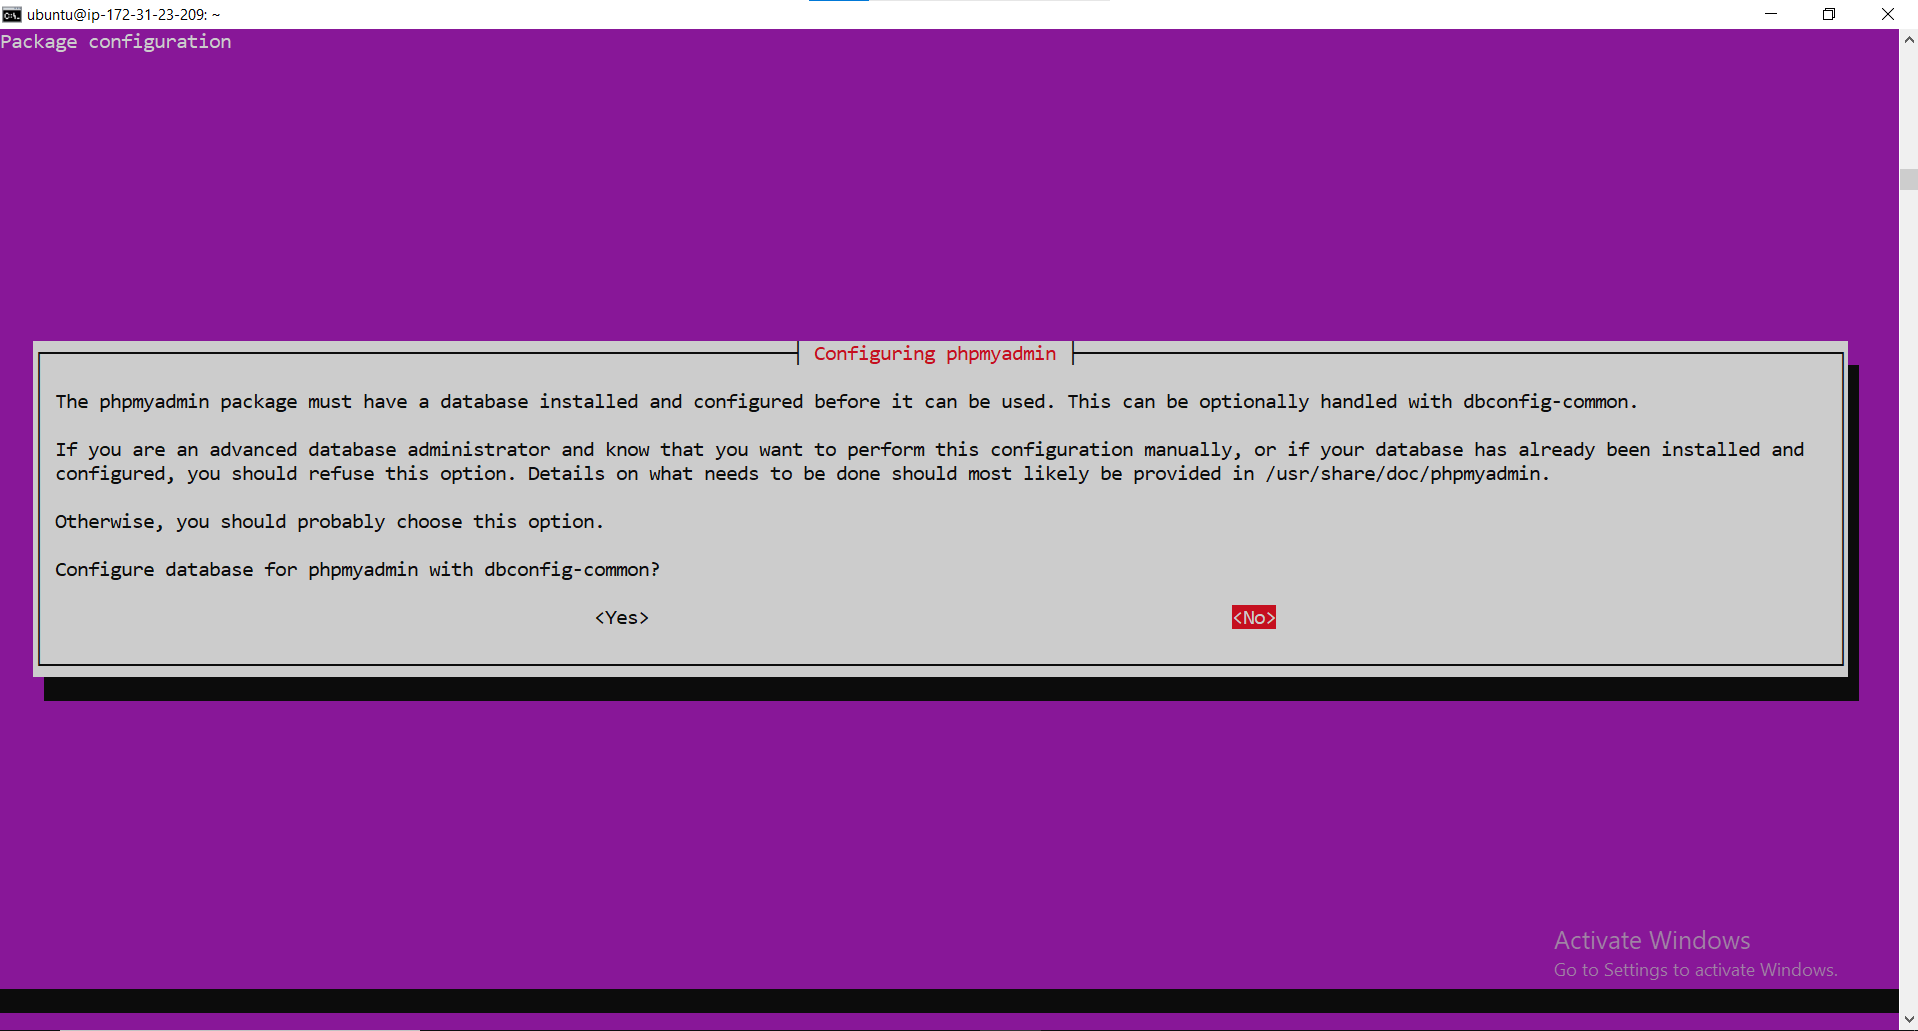 ubuntu@ip-172-31-23-209: ~
Package configuration
Configuring phpmyadmin
The phpmyadmin package must have a database installed and configured before it can be used. This can be optionally handled with dbconfig-common.
If you are an advanced database administrator and know that you want to perform this configuration manually, or if your database has already been installed and
configured, you should refuse this option. Details on what needs to be done should most likely be provided in /usr/share/doc/phpmyadmin.
Otherwise, you should probably choose this option.
Configure database for phpmyadmin with dbconfig-common?
<Yes> <No>
Activate Windows
Go to Settings to activate Windows.